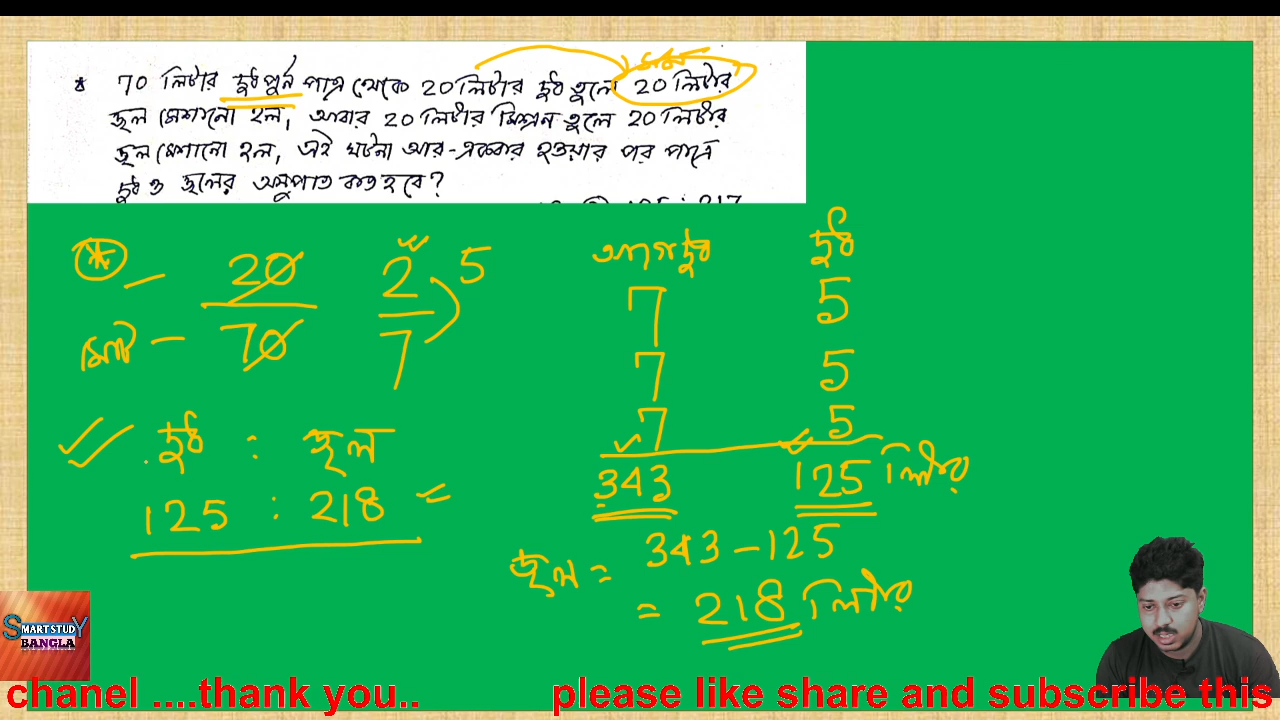 * 70 লিটার দুধপূর্ন পাত্র থেকে 20 লিটার দুধ তুলে 20 লিটার
জল মেশানো হল, আবার 20 লিটার মিশ্রন তুলে 20 লিটার
জল মেশানো হল, এই ঘটনা আর-একবার হওয়ার পর পাত্রে
দুধ ও জলের অনুপাত কত হবে?
20 2 5
মোট - 70 7
দুধ : জল
125 : 218
দুধ
7 5
7 5
7 5
343 125 লিটার
জল = 343 - 125
= 218 লিটার
SMART STUDY
BANGLA
chanel ....thank you.. please like share and subscribe this